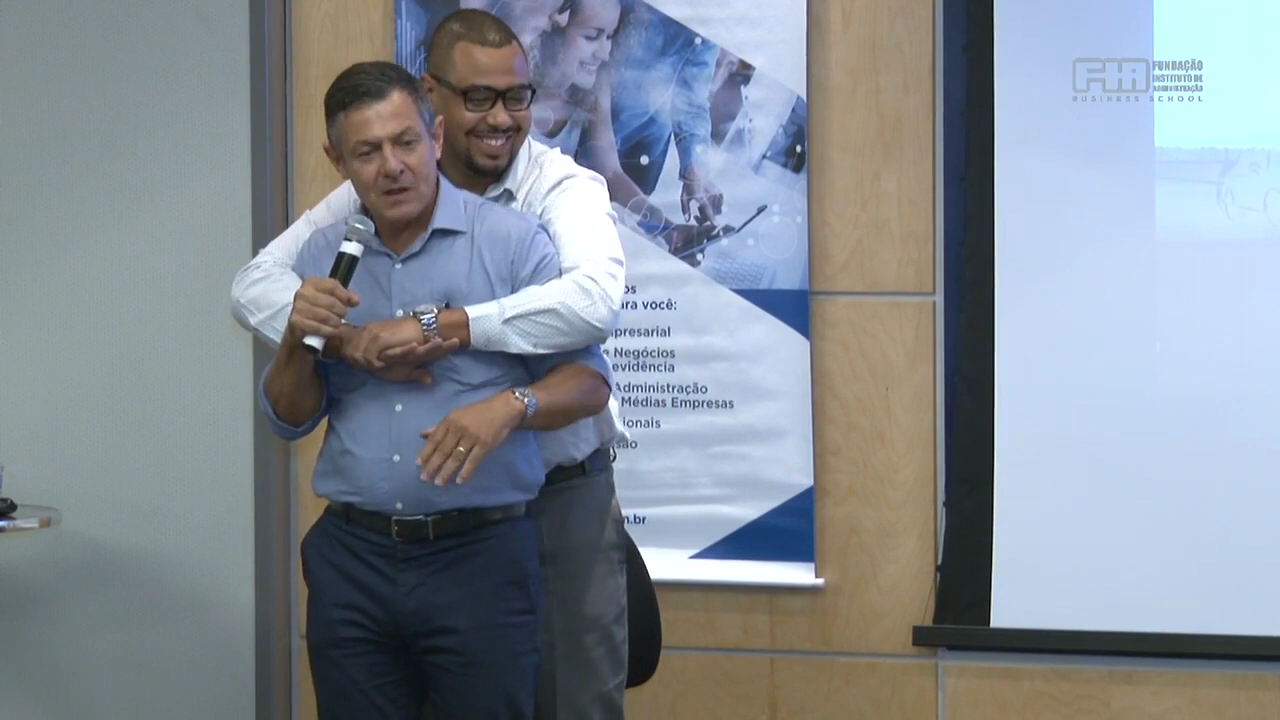 FIA FUNDAÇÃO
INSTITUTO DE
ADMINISTRAÇÃO
BUSINESS SCHOOL
os
ara você:
presarial
Negócios
evidência
Administração
Médias Empresas
ionais
são
.br